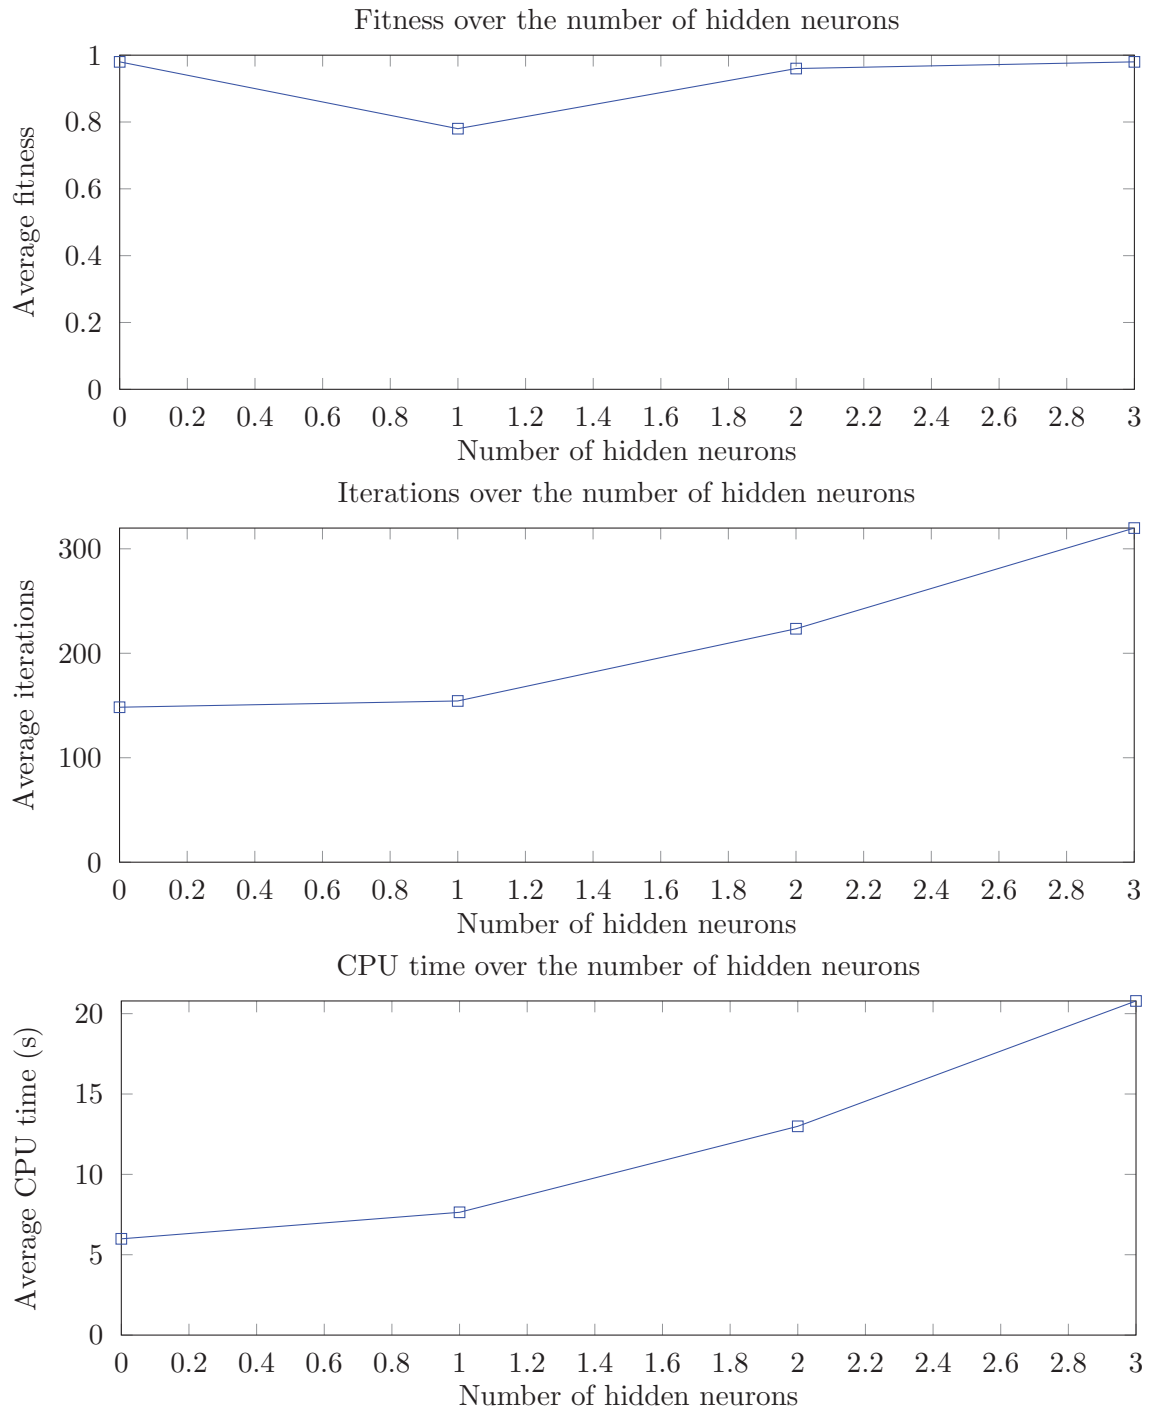 Fitness over the number of hidden neurons
1
0.8
0.6
0.4
0.2
0
Average fitness
0 0.2 0.4 0.6 0.8 1 1.2 1.4 1.6 1.8 2 2.2 2.4 2.6 2.8 3
Number of hidden neurons
Iterations over the number of hidden neurons
300
200
100
0
Average iterations
0 0.2 0.4 0.6 0.8 1 1.2 1.4 1.6 1.8 2 2.2 2.4 2.6 2.8 3
Number of hidden neurons
CPU time over the number of hidden neurons
20
15
10
5
0
Average CPU time (s)
0 0.2 0.4 0.6 0.8 1 1.2 1.4 1.6 1.8 2 2.2 2.4 2.6 2.8 3
Number of hidden neurons